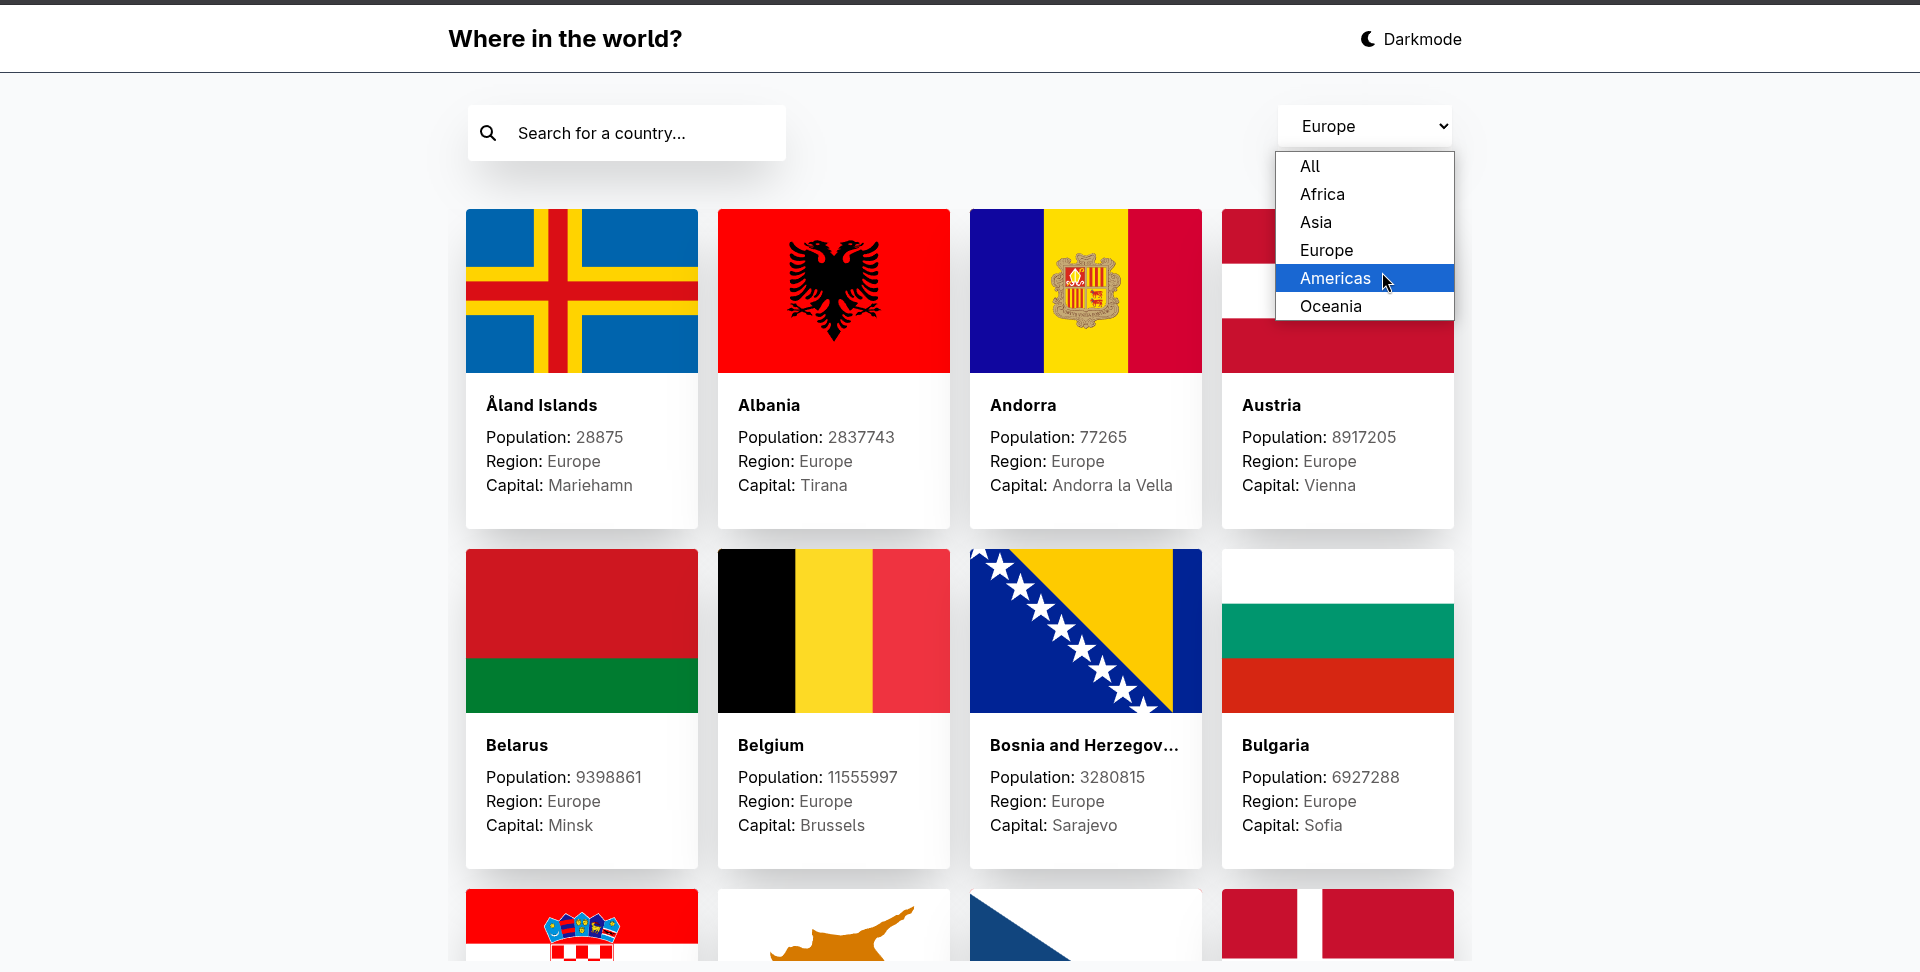 Where in the world?
Darkmode
Search for a country...
Europe
All
Africa
Asia
Europe
Americas
Oceania
Åland Islands
Population: 28875
Region: Europe
Capital: Mariehamn
Albania
Population: 2837743
Region: Europe
Capital: Tirana
Andorra
Population: 77265
Region: Europe
Capital: Andorra la Vella
Austria
Population: 8917205
Region: Europe
Capital: Vienna
Belarus
Population: 9398861
Region: Europe
Capital: Minsk
Belgium
Population: 11555997
Region: Europe
Capital: Brussels
Bosnia and Herzegov...
Population: 3280815
Region: Europe
Capital: Sarajevo
Bulgaria
Population: 6927288
Region: Europe
Capital: Sofia